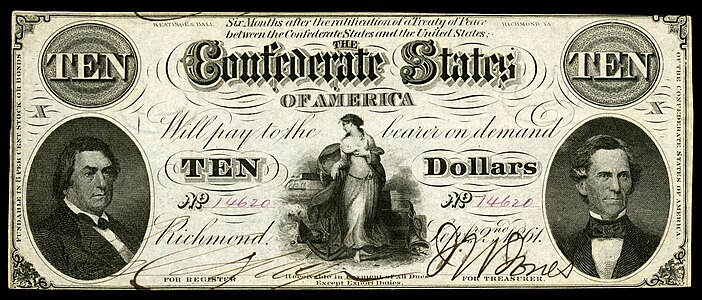 KEATINGE & BALL
RICHMOND, VA
Six Months after the ratification of a Treaty of Peace
between the Confederate States and the United States,
TEN
THE
TEN
Confederate States
OF AMERICA
X
X
Will pay to the bearer on demand
TEN Dollars
No 14620
No 14620
Richmond, Sept. 2nd 1861.
FUNDABLE IN 8 PER CENT STOCK OR BONDS
OF THE CONFEDERATE STATES OF AMERICA
Jones
FOR REGISTER
Receivable in Payment of All Dues
Except Export Duties.
FOR TREASURER.